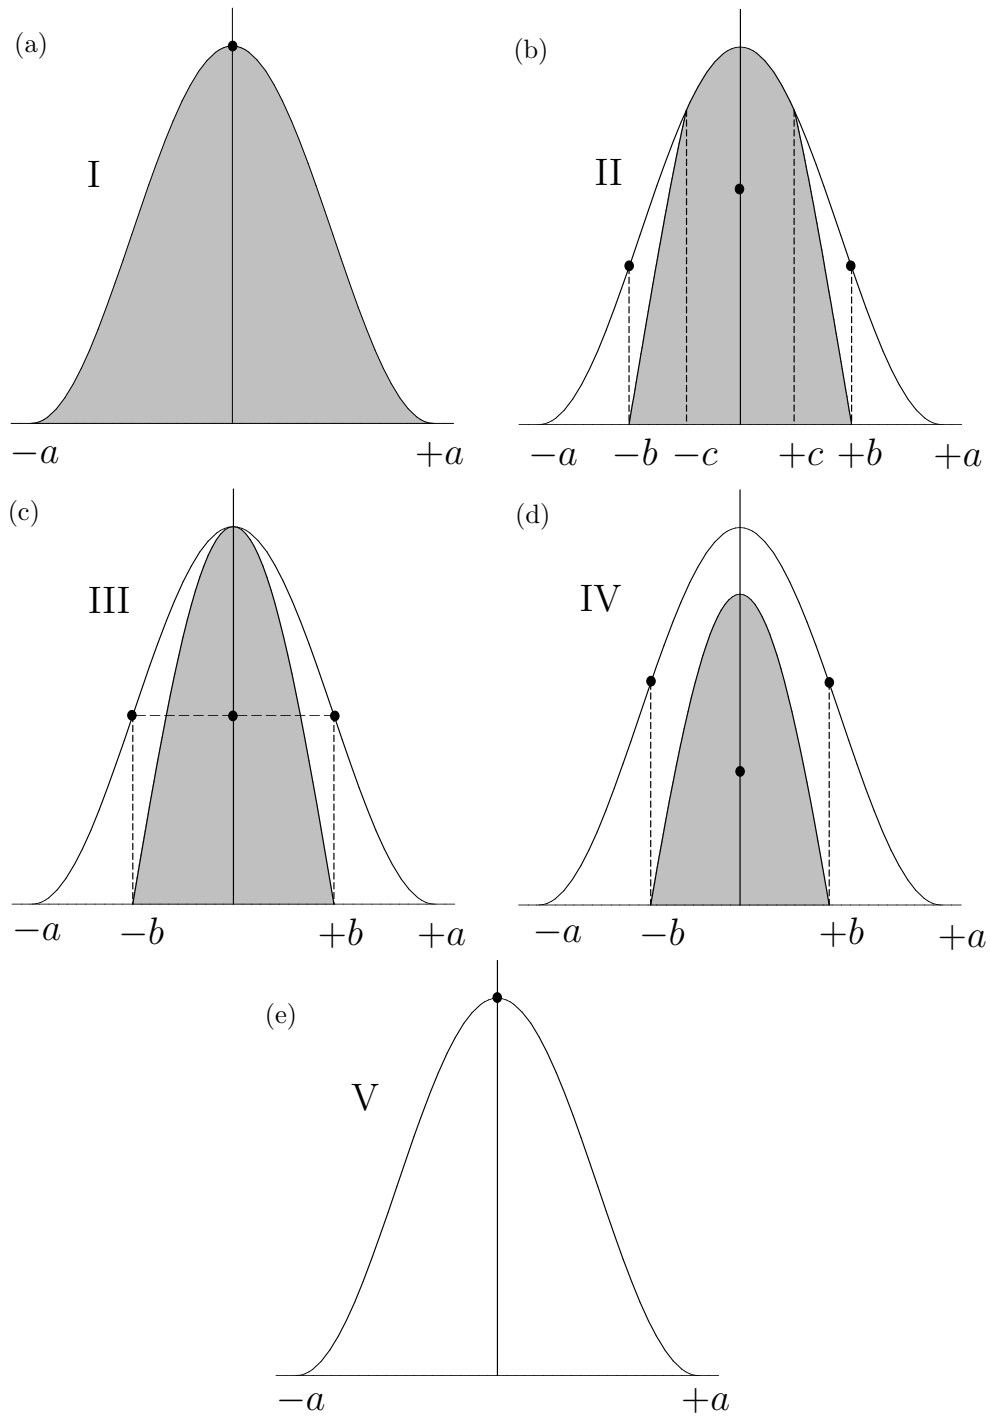 (a)
I
−a +a
(b)
II
−a −b −c +c +b +a
(c)
III
−a −b +b +a
(d)
IV
−a −b +b +a
(e)
V
−a +a